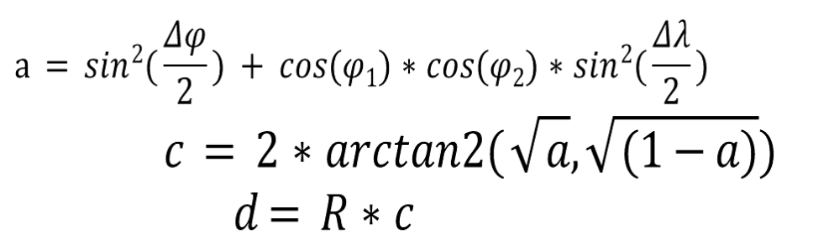 a = sin²(Δφ/2) + cos(φ₁) * cos(φ₂) * sin²(Δλ/2)
c = 2 * arctan2(√a,√(1 − a))
d = R * c